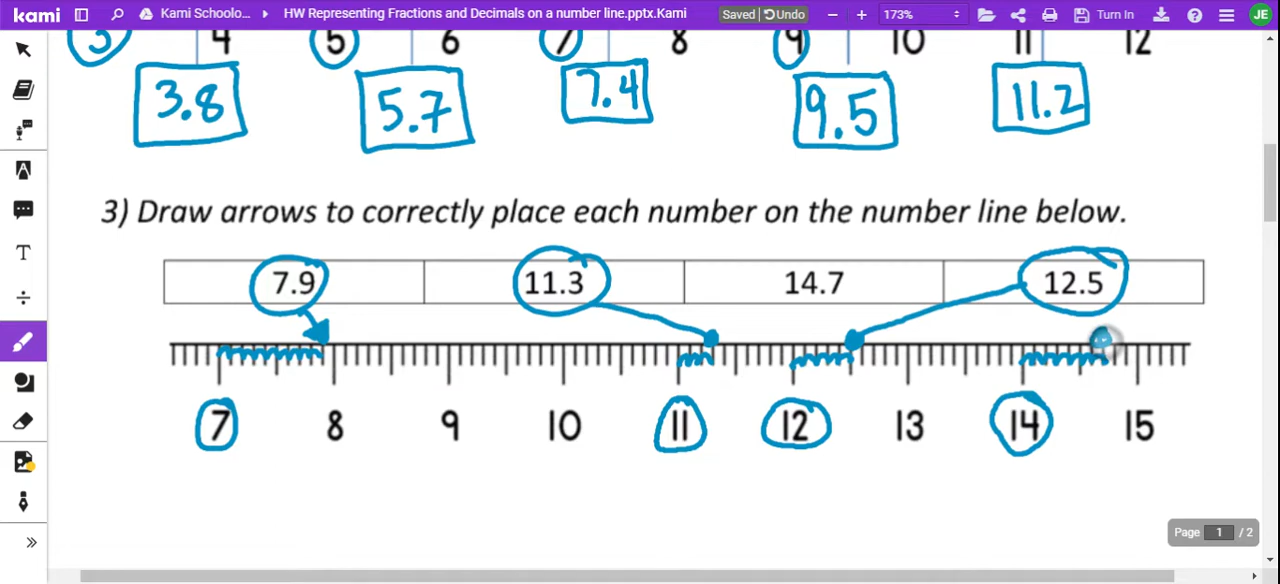 kami Kami Schoolo... HW Representing Fractions and Decimals on a number line.pptx.Kami Saved Undo 173% Turn In JE
3 4 5 6 7 8 9 10 11 12
3.8 5.7 7.4 9.5 11.2
3) Draw arrows to correctly place each number on the number line below.
7.9 11.3 14.7 12.5
7 8 9 10 11 12 13 14 15
Page 1 / 2